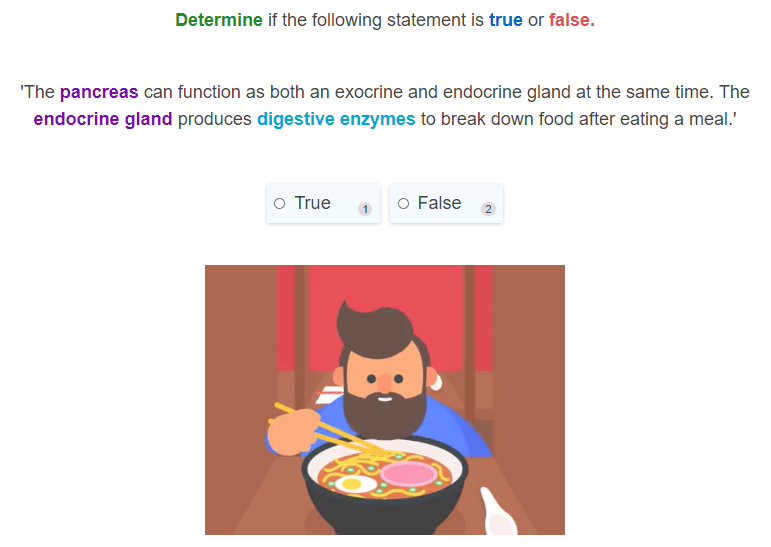 Determine if the following statement is true or false.
'The pancreas can function as both an exocrine and endocrine gland at the same time. The
endocrine gland produces digestive enzymes to break down food after eating a meal.'
True 1 False 2